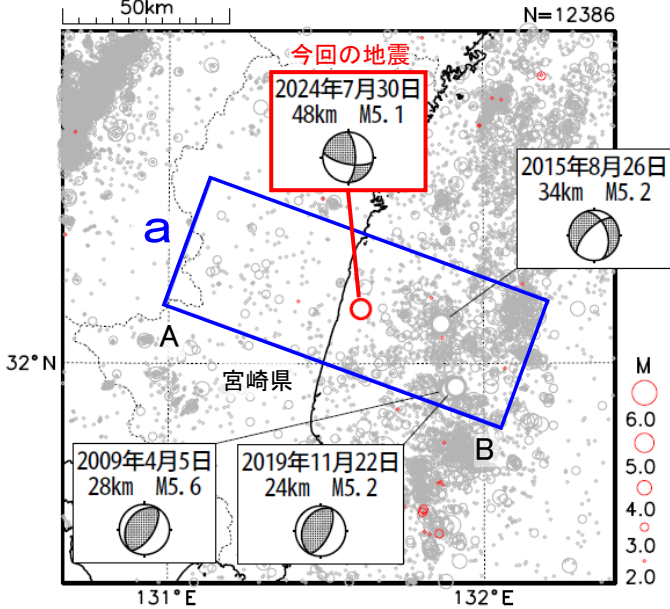 50km
N=12386
今回の地震
2024年7月30日
48km M5.1
2015年8月26日
34km M5.2
a
A
32°N
宮崎県
B
2009年4月5日
28km M5.6
2019年11月22日
24km M5.2
M
6.0
5.0
4.0
3.0
2.0
131°E
132°E